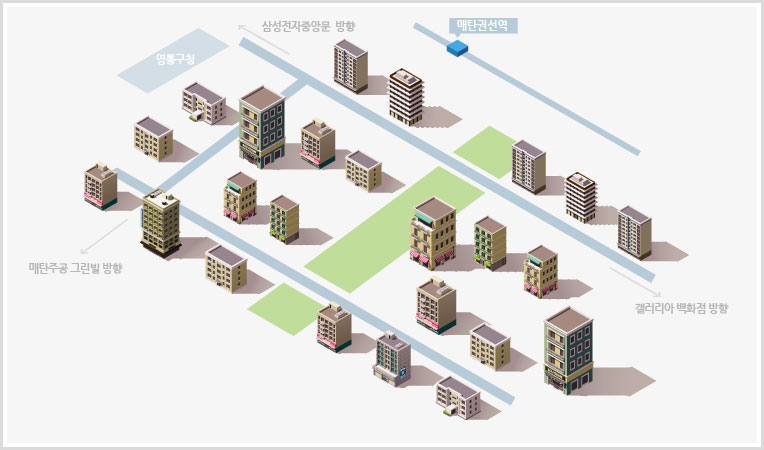 삼성전자중앙문 방향
매탄권선역
영통구청
매탄주공 그린빌 방향
갤러리아 백화점 방향